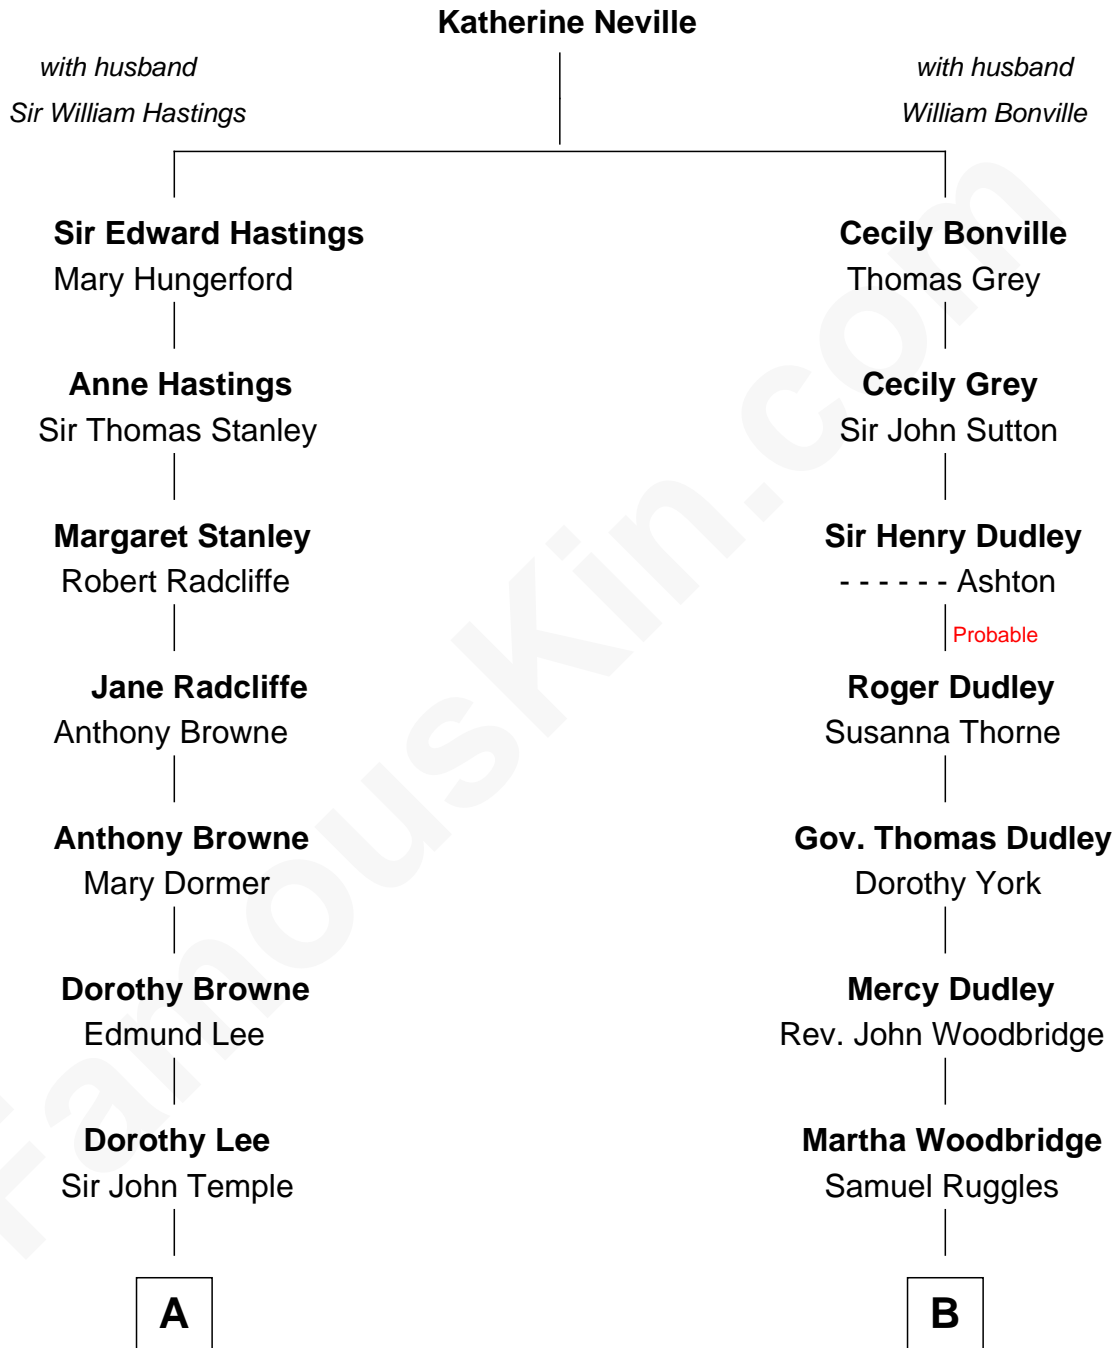 Katherine Neville
with husband
Sir William Hastings
with husband
William Bonville
Sir Edward Hastings
Mary Hungerford
Cecily Bonville
Thomas Grey
Anne Hastings
Sir Thomas Stanley
Cecily Grey
Sir John Sutton
Margaret Stanley
Robert Radcliffe
Sir Henry Dudley
- - - - - - Ashton
Probable
Jane Radcliffe
Anthony Browne
Roger Dudley
Susanna Thorne
Anthony Browne
Mary Dormer
Gov. Thomas Dudley
Dorothy York
Dorothy Browne
Edmund Lee
Mercy Dudley
Rev. John Woodbridge
Dorothy Lee
Sir John Temple
Martha Woodbridge
Samuel Ruggles
A
B
FamousKin.com